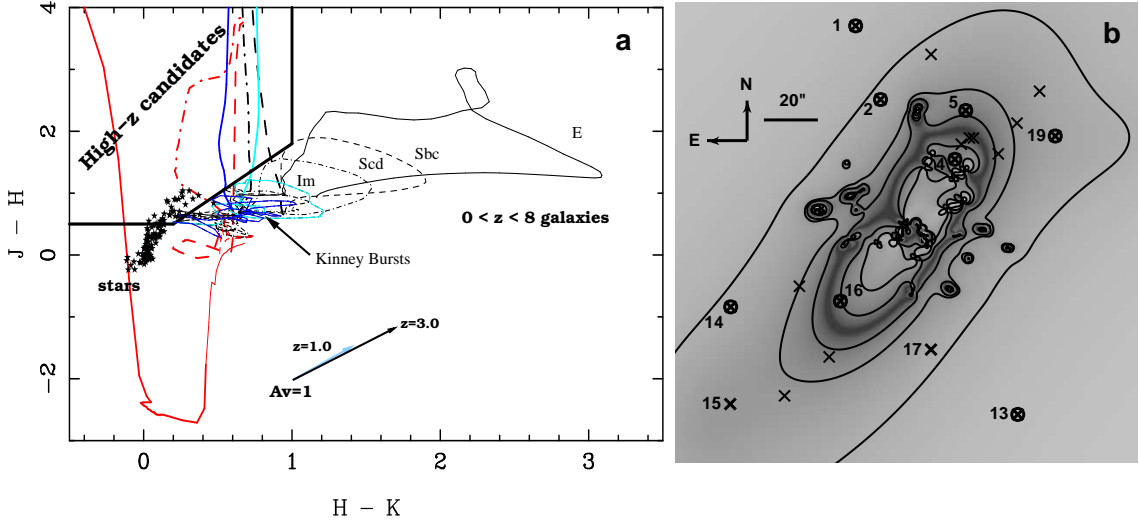 a
High-z candidates
4
2
0
-2
J - H
E
Sbc
Scd
Im
0 < z < 8 galaxies
Kinney Bursts
stars
z=3.0
z=1.0
Av=1
0
1
2
3
H - K
b
1
N
20"
2
5
E
19
4
16
14
17
15
13